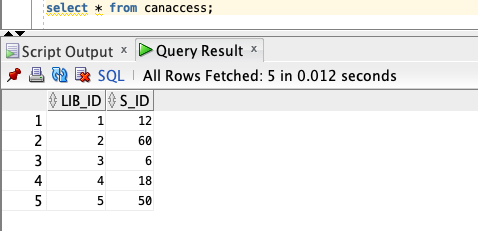 select * from canaccess;
Script Output x Query Result x
SQL | All Rows Fetched: 5 in 0.012 seconds
LIB_ID S_ID
1 1 12
2 2 60
3 3 6
4 4 18
5 5 50